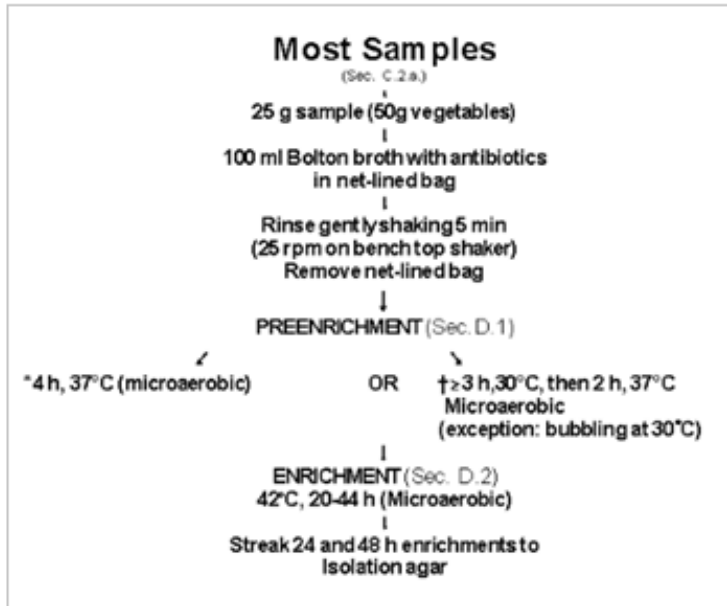 Most Samples
(Sec. C.2.a.)
25 g sample (50g vegetables)
100 ml Bolton broth with antibiotics
in net-lined bag
Rinse gently shaking 5 min
(25 rpm on bench top shaker)
Remove net-lined bag
PREENRICHMENT (Sec. D.1)
*4 h, 37°C (microaerobic)
OR
†≥3 h,30°C, then 2 h, 37°C
Microaerobic
(exception: bubbling at 30°C)
ENRICHMENT (Sec. D.2)
42°C, 20-44 h (Microaerobic)
Streak 24 and 48 h enrichments to
Isolation agar